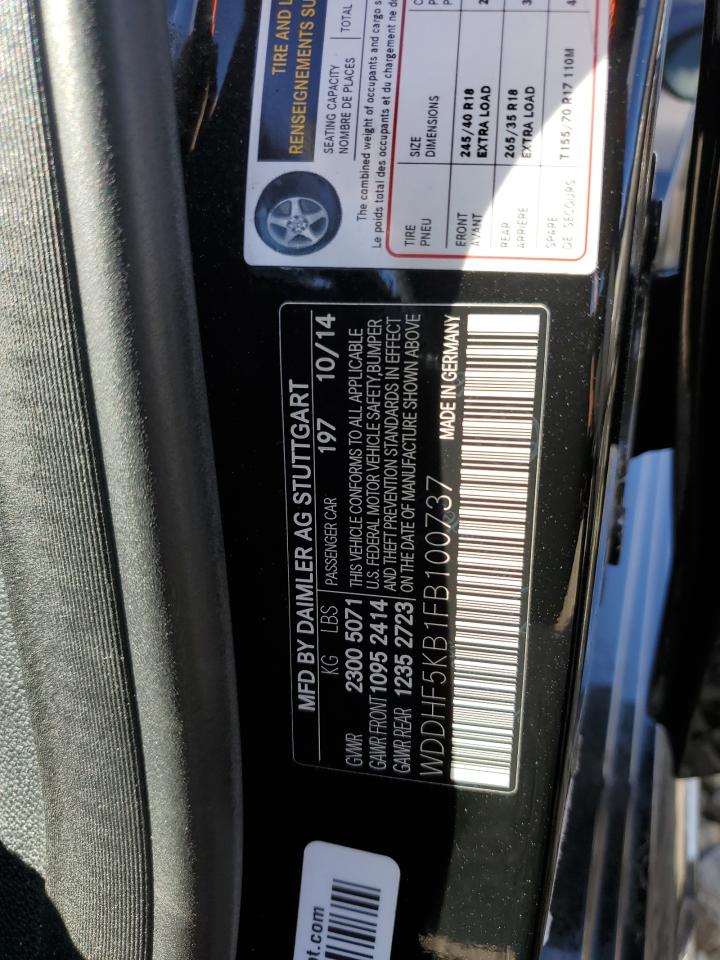 TIRE AND L
RENSEIGNEMENTS SU
SEATING CAPACITY
NOMBRE DE PLACES
TOTAL
The combined weight of occupants and cargo s
Le poids total des occupants et du chargement ne d
TIRE SIZE
PNEU DIMENSIONS
FRONT 245/40 R18
AVANT EXTRA LOAD
REAR 265/35 R18
ARRIERE EXTRA LOAD
SPARE T155/70 R17 110M
DE SECOURS
MFD BY DAIMLER AG STUTTGART
KG LBS PASSENGER CAR 197 10/14
GVWR 2300 5071 THIS VEHICLE CONFORMS TO ALL APPLICABLE
GAWR FRONT 1095 2414 U.S. FEDERAL MOTOR VEHICLE SAFETY, BUMPER
GAWR REAR 1235 2723 AND THEFT PREVENTION STANDARDS IN EFFECT
ON THE DATE OF MANUFACTURE SHOWN ABOVE
WDDHF5KB1FB100737 MADE IN GERMANY
t.com